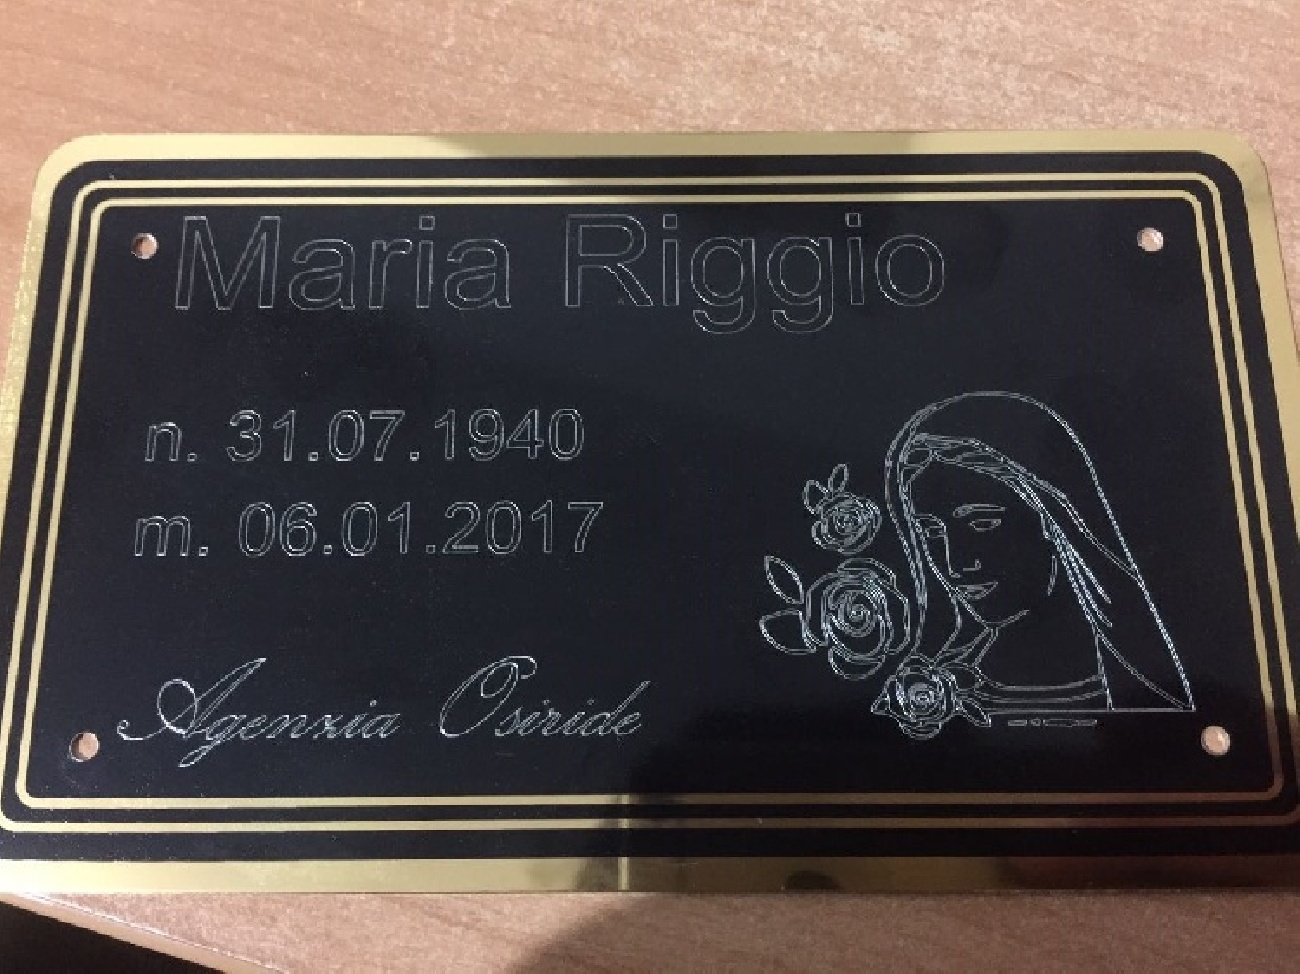 Maria Riggio
n. 31.07.1940
m. 06.01.2017
Agenzia Osiride